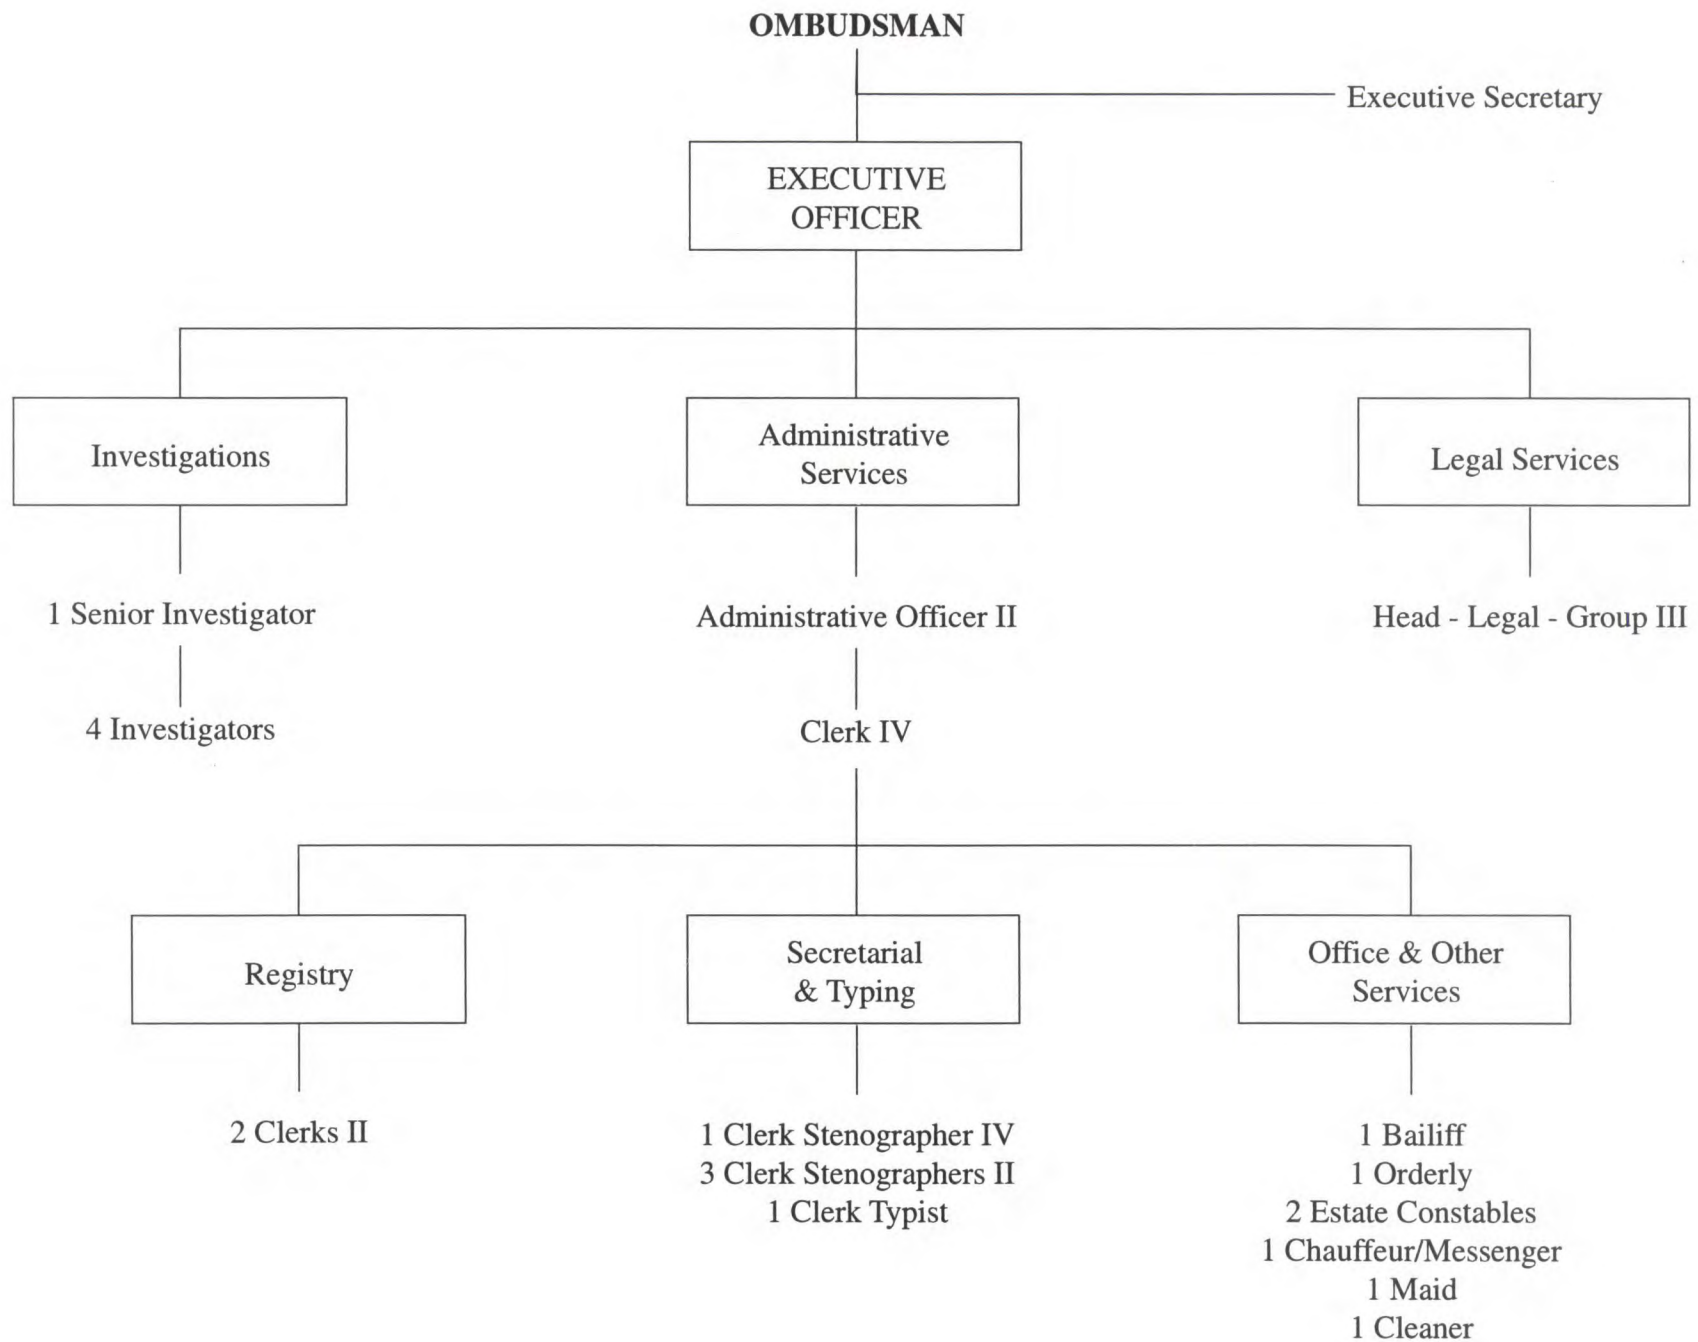 OMBUDSMAN
Executive Secretary
EXECUTIVE
OFFICER
Investigations
Administrative
Services
Legal Services
1 Senior Investigator
Administrative Officer II
Head - Legal - Group III
4 Investigators
Clerk IV
Registry
Secretarial
& Typing
Office & Other
Services
2 Clerks II
1 Clerk Stenographer IV
3 Clerk Stenographers II
1 Clerk Typist
1 Bailiff
1 Orderly
2 Estate Constables
1 Chauffeur/Messenger
1 Maid
1 Cleaner